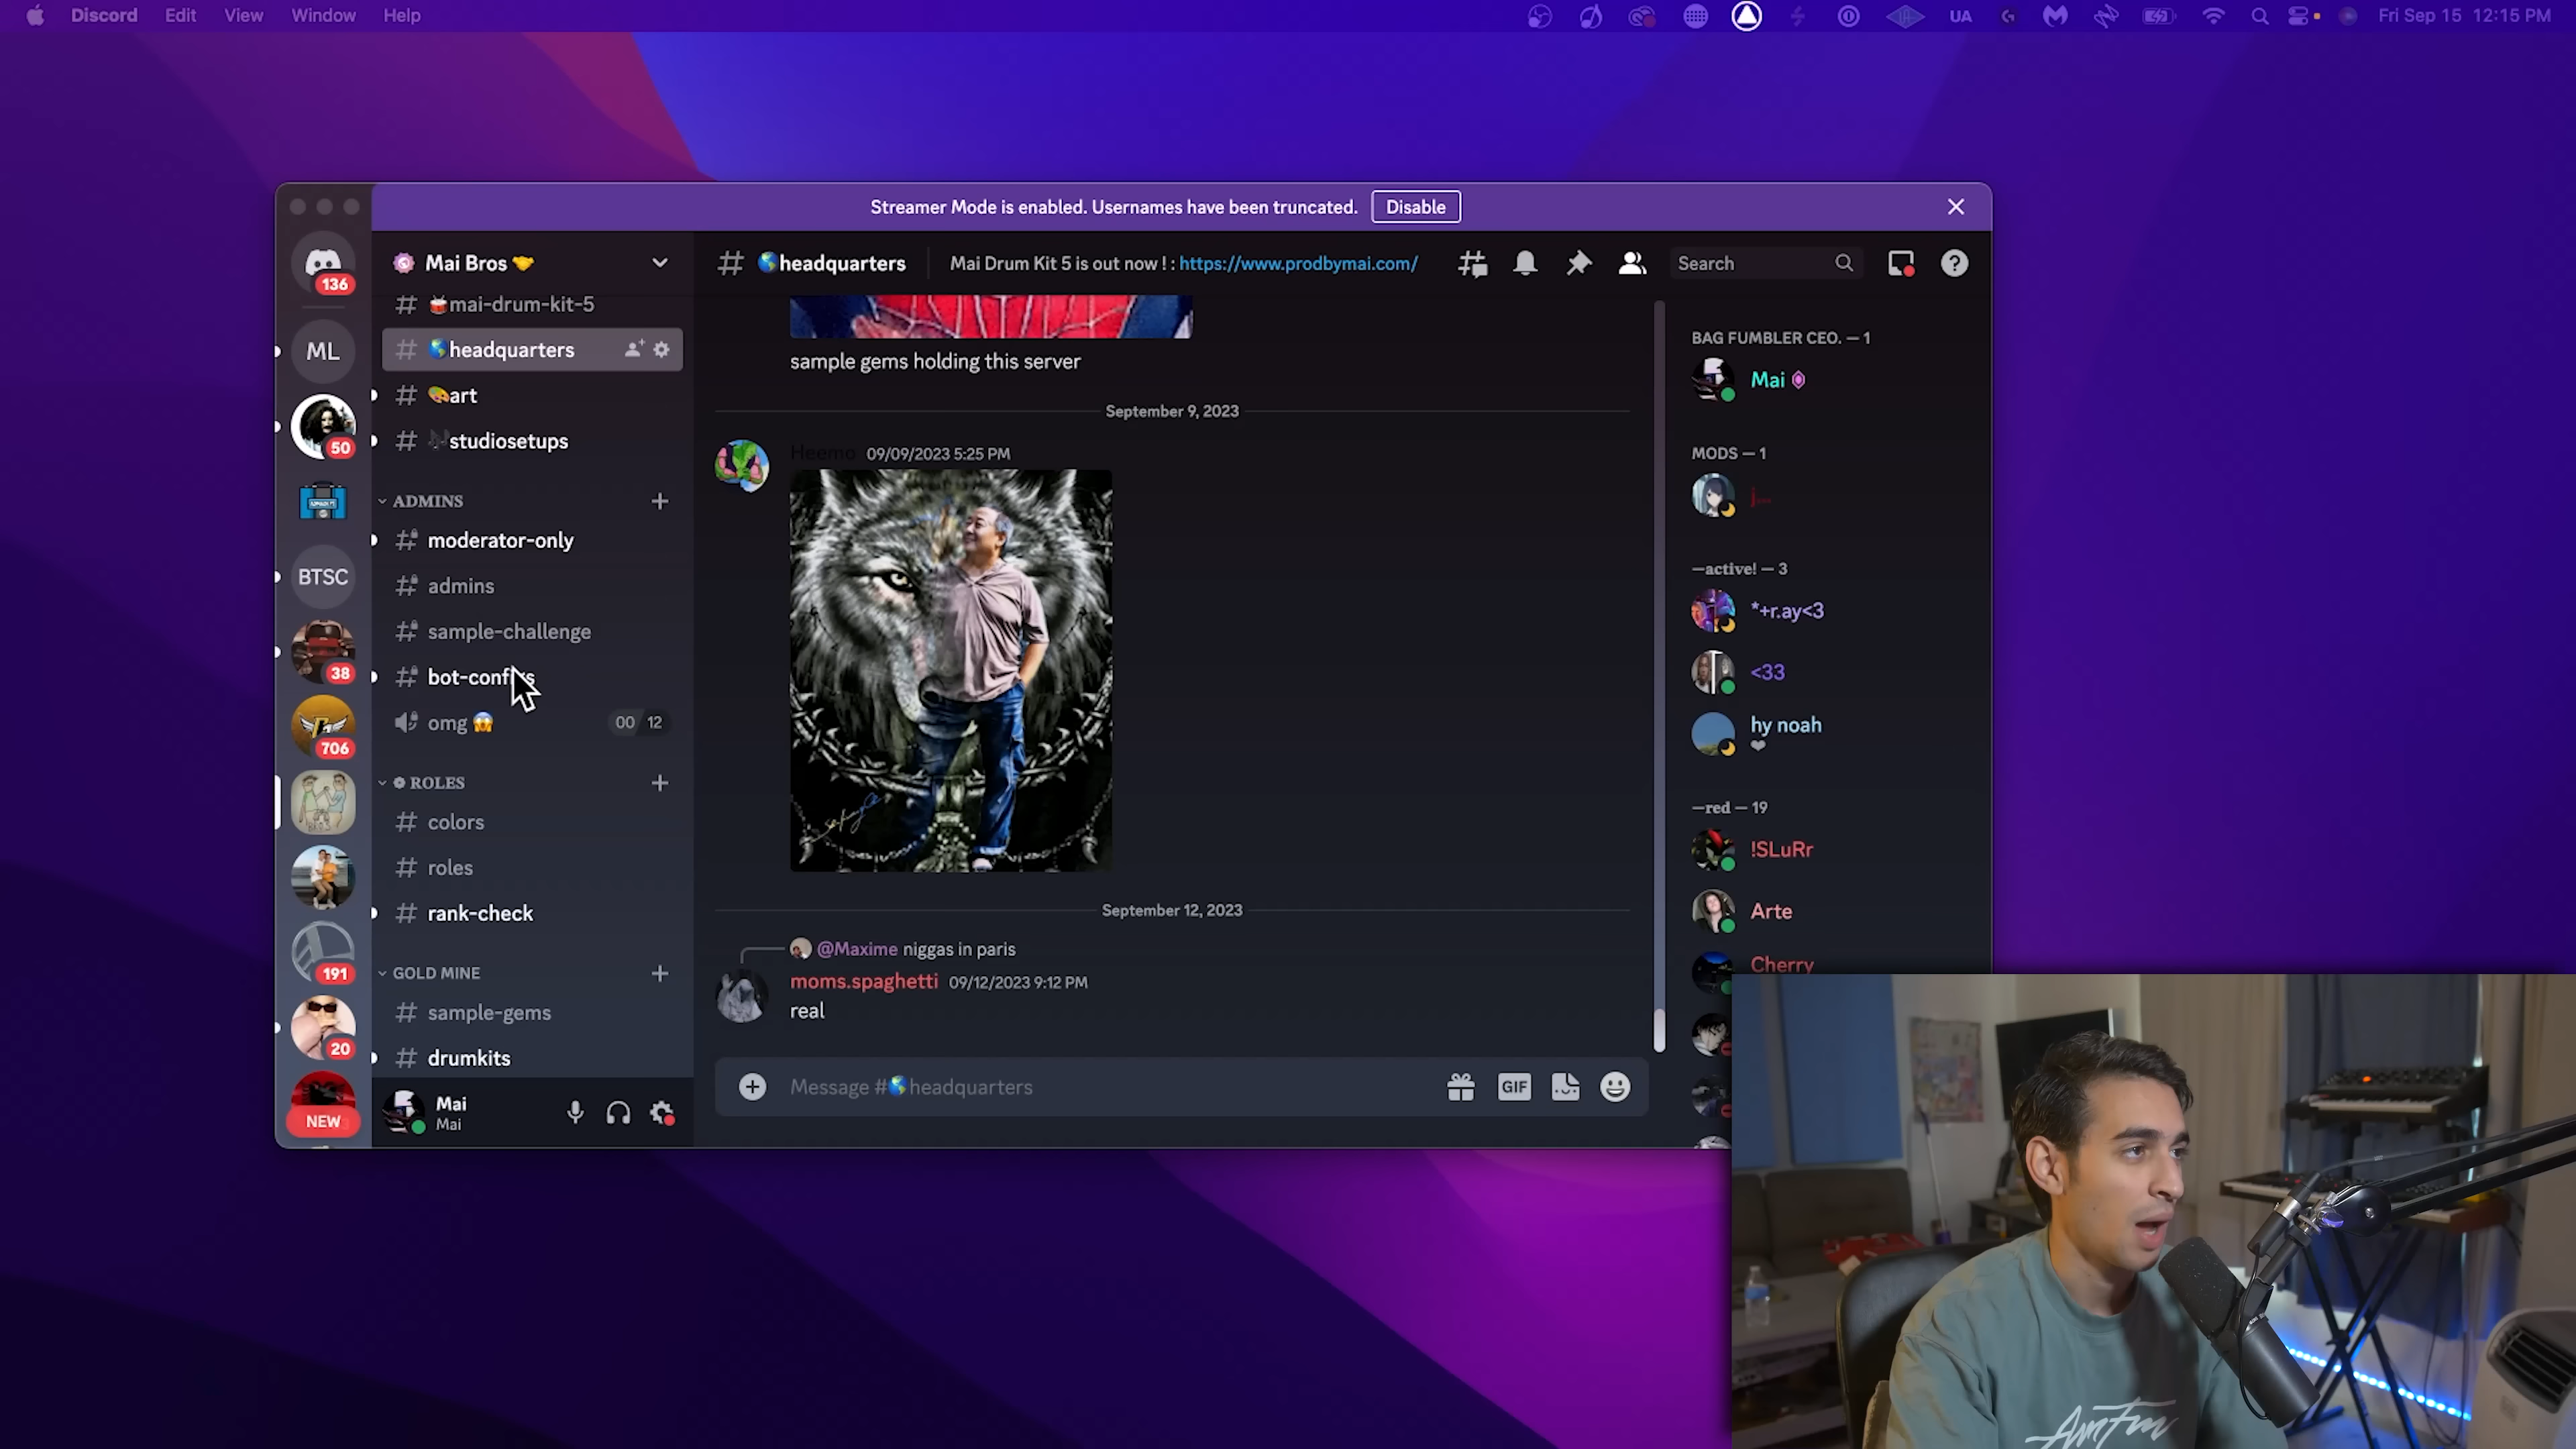 Discord Edit View Window Help
UA
Fri Sep 15 12:15 PM
Streamer Mode is enabled. Usernames have been truncated. Disable
136
ML
50
BTSC
38
706
191
20
NEW
Mai Bros
# mai-drum-kit-5
# headquarters
# art
# studiosetups
ADMINS
moderator-only
admins
sample-challenge
omg 😱 00 12
ROLES
# colors
# roles
# rank-check
GOLD MINE
# sample-gems
# drumkits
Mai
Mai
# 🌎headquarters
Mai Drum Kit 5 is out now ! : https://www.prodbymai.com/
Search
sample gems holding this server
September 9, 2023
Heemo 09/09/2023 5:25 PM
September 12, 2023
@Maxime niggas in paris
moms.spaghetti 09/12/2023 9:12 PM
real
Message #🌎headquarters
GIF
BAG FUMBLER CEO. — 1
Mai
MODS — 1
j...
—active! — 3
*+r.ay<3
<33
hy noah
❤
—red — 19
!SLuRr
Arte
Cherry